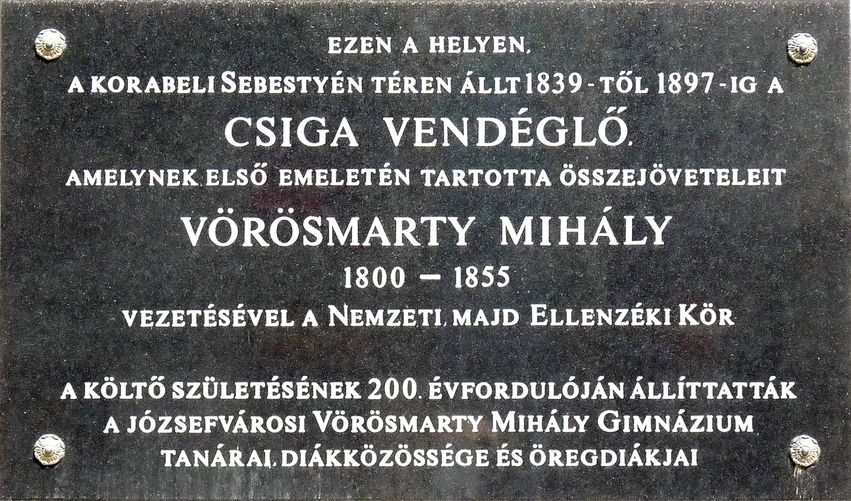 EZEN A HELYEN,
A KORABELI SEBESTYÉN TÉREN ÁLLT 1839-TŐL 1897-IG A
CSIGA VENDÉGLŐ,
AMELYNEK ELSŐ EMELETÉN TARTOTTA ÖSSZEJÖVETELEIT
VÖRÖSMARTY MIHÁLY
1800 – 1855
VEZETÉSÉVEL A NEMZETI, MAJD ELLENZÉKI KÖR
A KÖLTŐ SZÜLETÉSÉNEK 200. ÉVFORDULÓJÁN ÁLLÍTTATTÁK
A JÓZSEFVÁROSI VÖRÖSMARTY MIHÁLY GIMNÁZIUM
TANÁRAI, DIÁKKÖZÖSSÉGE ÉS ÖREGDIÁKJAI